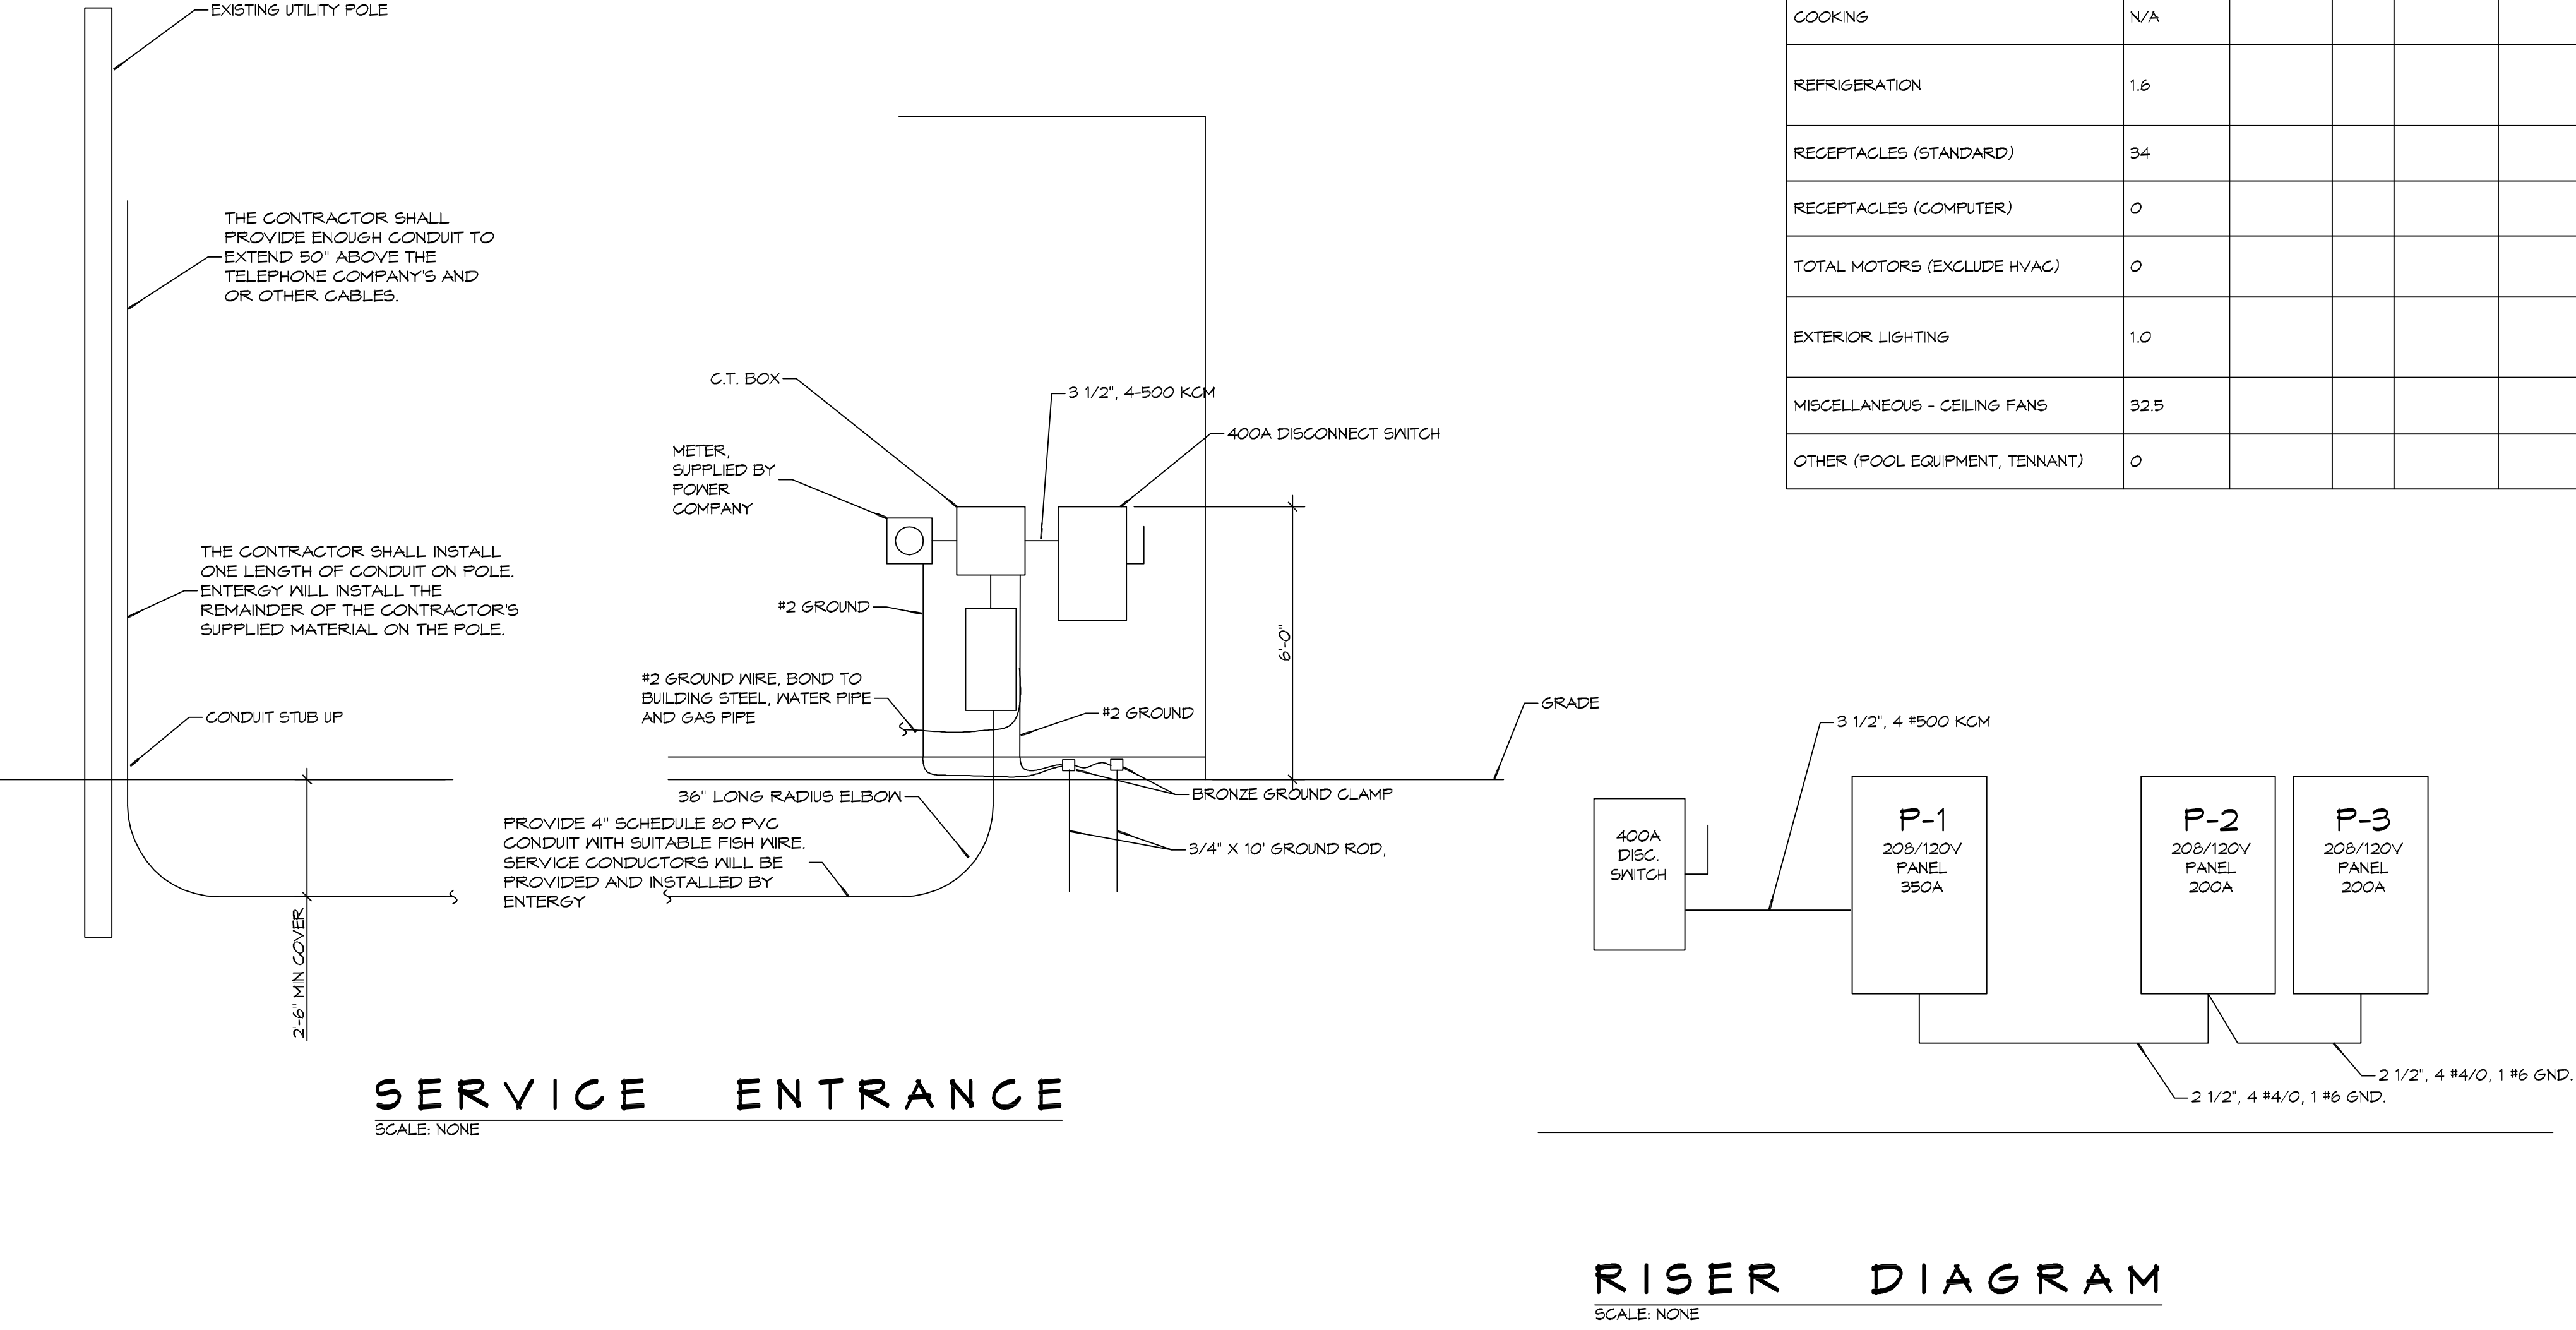 EXISTING UTILITY POLE
THE CONTRACTOR SHALL
PROVIDE ENOUGH CONDUIT TO
EXTEND 50" ABOVE THE
TELEPHONE COMPANY'S AND
OR OTHER CABLES.
THE CONTRACTOR SHALL INSTALL
ONE LENGTH OF CONDUIT ON POLE.
ENTERGY WILL INSTALL THE
REMAINDER OF THE CONTRACTOR'S
SUPPLIED MATERIAL ON THE POLE.
CONDUIT STUB UP
2'-6" MIN COVER
C.T. BOX
3 1/2", 4-500 KCM
400A DISCONNECT SWITCH
METER,
SUPPLIED BY
POWER
COMPANY
#2 GROUND
#2 GROUND WIRE, BOND TO
BUILDING STEEL, WATER PIPE
AND GAS PIPE
#2 GROUND
6'-0"
GRADE
36" LONG RADIUS ELBOW
BRONZE GROUND CLAMP
PROVIDE 4" SCHEDULE 80 PVC
CONDUIT WITH SUITABLE FISH WIRE.
SERVICE CONDUCTORS WILL BE
PROVIDED AND INSTALLED BY
ENTERGY
3/4" X 10' GROUND ROD,
SERVICE ENTRANCE
SCALE: NONE
COOKING N/A
REFRIGERATION 1.6
RECEPTACLES (STANDARD) 34
RECEPTACLES (COMPUTER) 0
TOTAL MOTORS (EXCLUDE HVAC) 0
EXTERIOR LIGHTING 1.0
MISCELLANEOUS - CEILING FANS 32.5
OTHER (POOL EQUIPMENT, TENNANT) 0
3 1/2", 4 #500 KCM
400A
DISC.
SWITCH
P-1
208/120V
PANEL
350A
P-2
208/120V
PANEL
200A
P-3
208/120V
PANEL
200A
2 1/2", 4 #4/0, 1 #6 GND.
2 1/2", 4 #4/0, 1 #6 GND.
RISER DIAGRAM
SCALE: NONE